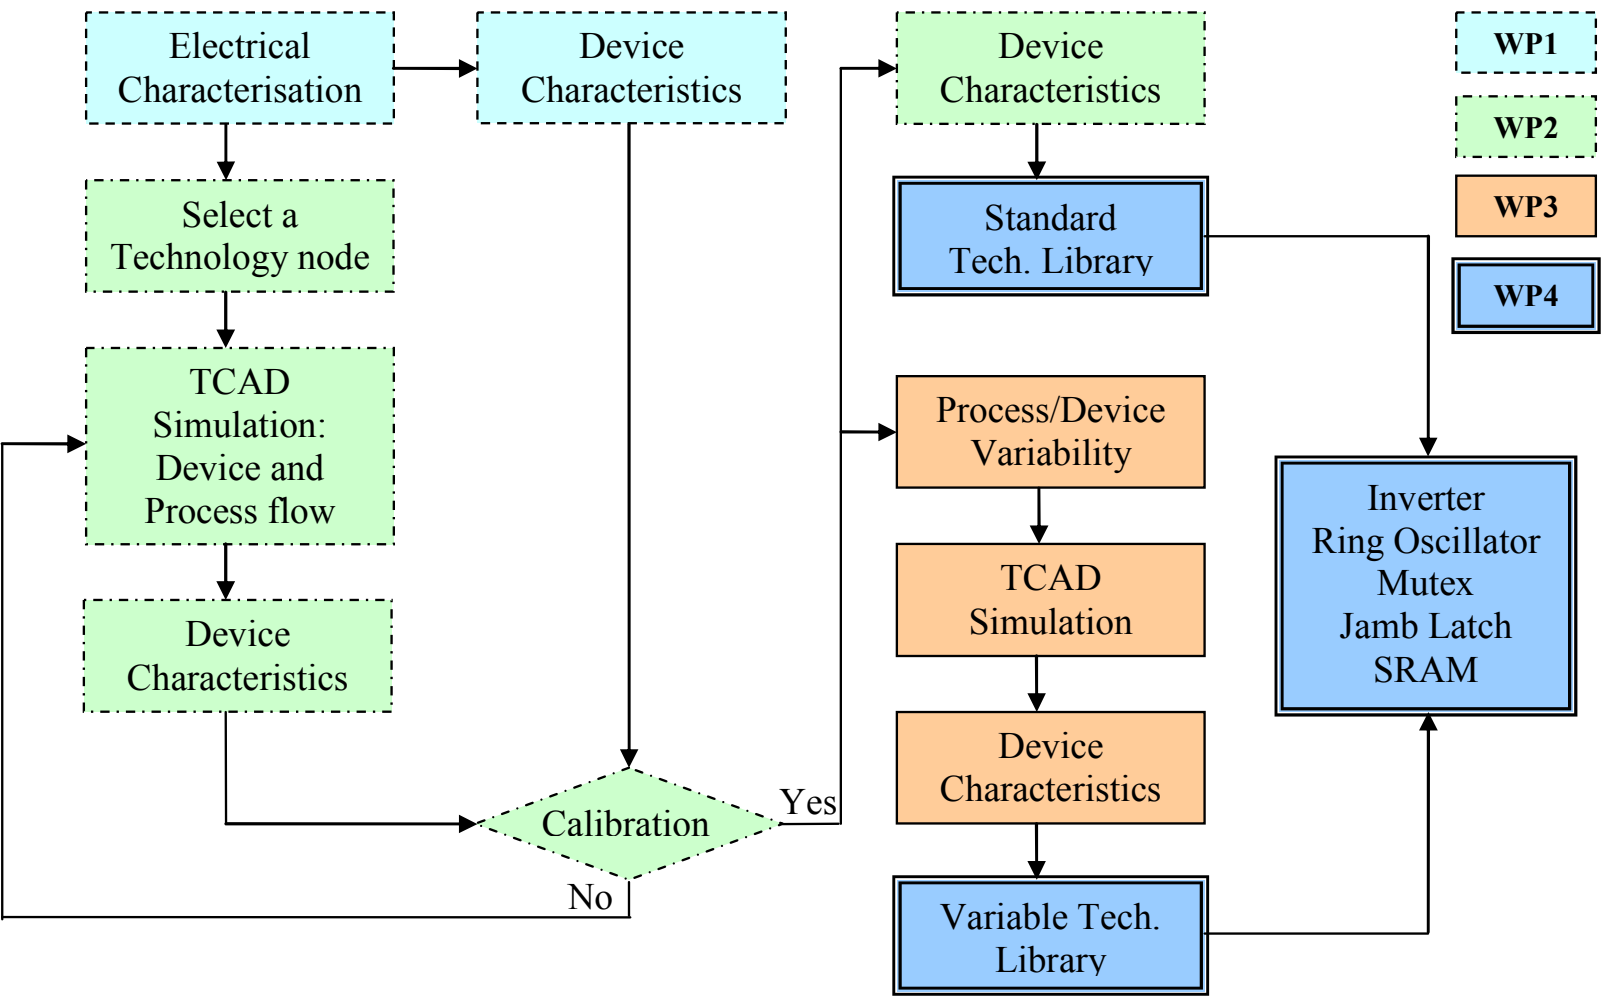 Electrical
Characterisation
Device
Characteristics
Select a
Technology node
TCAD
Simulation:
Device and
Process flow
Device
Characteristics
Calibration
Yes
No
Device
Characteristics
Standard
Tech. Library
Process/Device
Variability
TCAD
Simulation
Device
Characteristics
Variable Tech.
Library
Inverter
Ring Oscillator
Mutex
Jamb Latch
SRAM
WP1
WP2
WP3
WP4